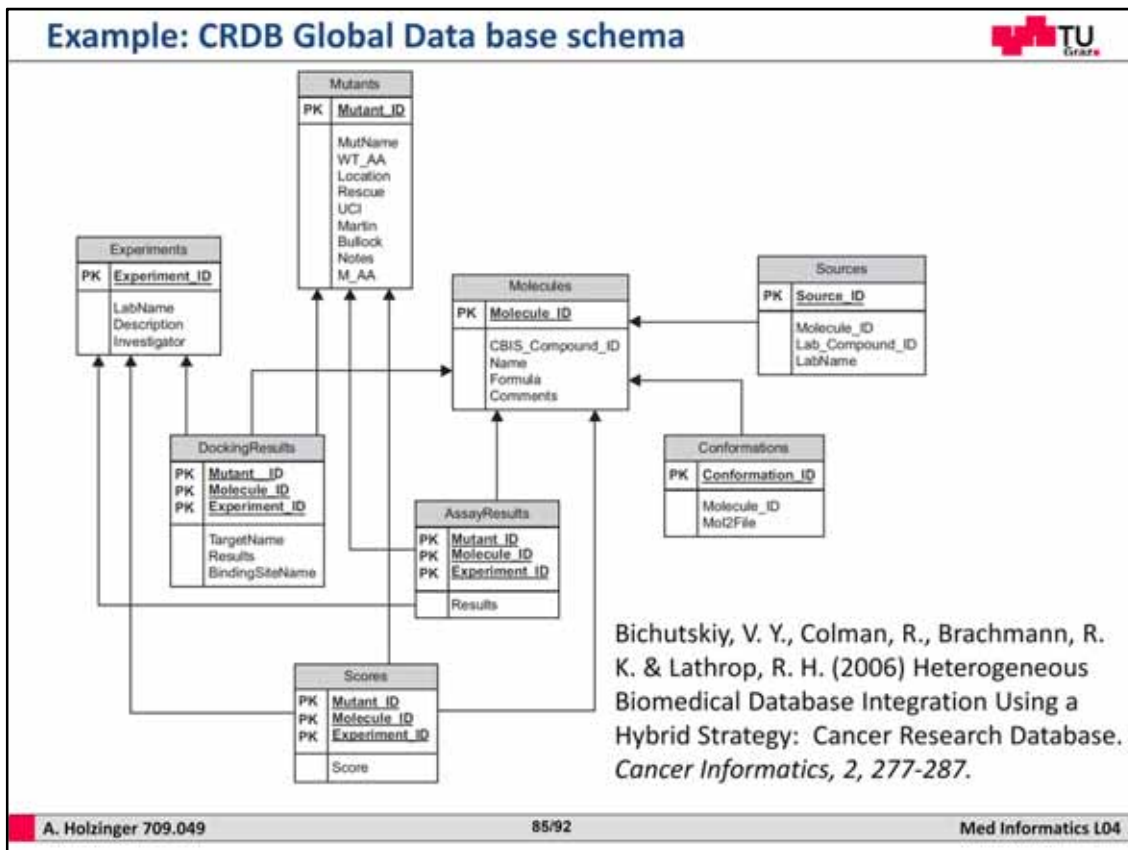 Example: CRDB Global Data base schema
TU
Graz
Mutants
PK Mutant_ID
MutName
WT_AA
Location
Rescue
UCI
Martin
Bullock
Notes
M_AA
Experiments
PK Experiment_ID
LabName
Description
Investigator
Molecules
PK Molecule_ID
CBIS_Compound_ID
Name
Formula
Comments
Sources
PK Source_ID
Molecule_ID
Lab_Compound_ID
LabName
DockingResults
PK Mutant__ID
PK Molecule_ID
PK Experiment_ID
TargetName
Results
BindingSiteName
AssayResults
PK Mutant_ID
PK Molecule_ID
PK Experiment_ID
Results
Conformations
PK Conformation_ID
Molecule_ID
Mol2File
Scores
PK Mutant_ID
PK Molecule_ID
PK Experiment_ID
Score
Bichutskiy, V. Y., Colman, R., Brachmann, R.
K. & Lathrop, R. H. (2006) Heterogeneous
Biomedical Database Integration Using a
Hybrid Strategy: Cancer Research Database.
Cancer Informatics, 2, 277-287.
A. Holzinger 709.049
85/92
Med Informatics L04